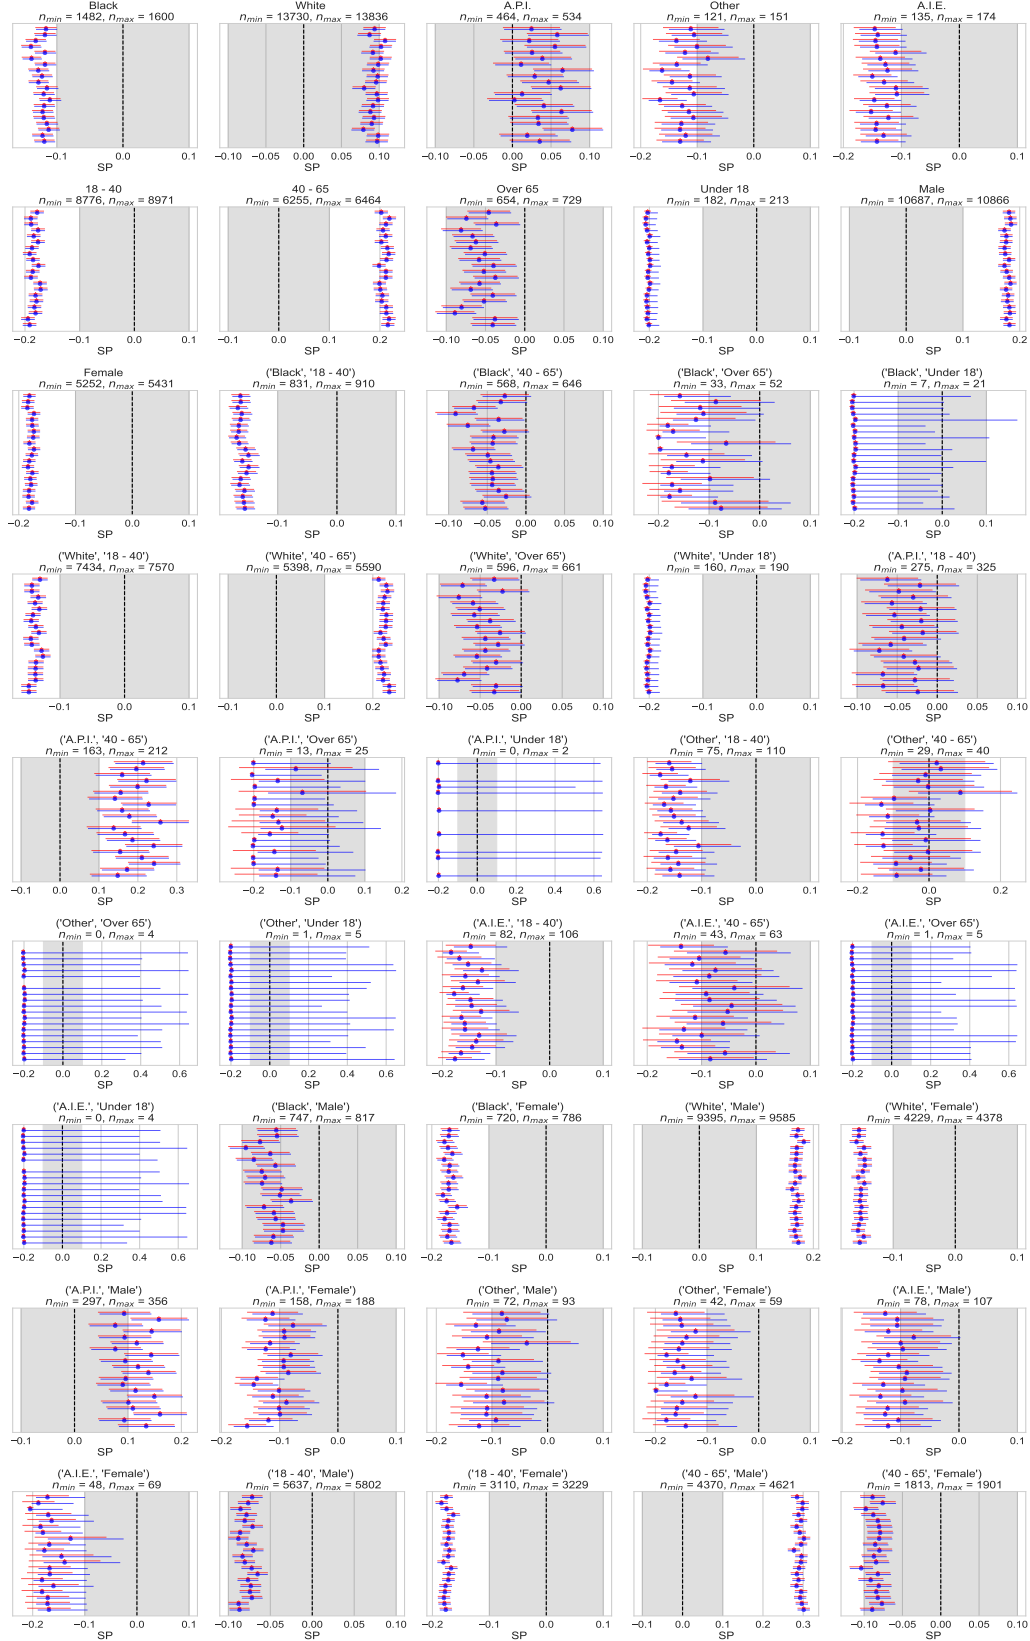 Black
n_min = 1482, n_max = 1600
White
n_min = 13730, n_max = 13836
A.P.I.
n_min = 464, n_max = 534
Other
n_min = 121, n_max = 151
A.I.E.
n_min = 135, n_max = 174
−0.1 0.0 0.1
−0.10 −0.05 0.00 0.05 0.10
0.00 0.05 0.10
−0.2 −0.1 0.0 0.1
−0.2 −0.1 0.0 0.1
SP SP SP SP SP
18 - 40
n_min = 8776, n_max = 8971
40 - 65
n_min = 6255, n_max = 6464
Over 65
n_min = 654, n_max = 729
Under 18
n_min = 182, n_max = 213
Male
n_min = 10687, n_max = 10866
−0.2 −0.1 0.0 0.1
−0.1 0.0 0.1 0.2
−0.10 −0.05 0.00 0.05 0.10
−0.2 −0.1 0.0 0.1
−0.1 0.0 0.1 0.2
SP SP SP SP SP
Female
n_min = 5252, n_max = 5431
('Black', '18 - 40')
n_min = 831, n_max = 910
('Black', '40 - 65')
n_min = 568, n_max = 646
('Black', 'Over 65')
n_min = 33, n_max = 52
('Black', 'Under 18')
n_min = 7, n_max = 21
−0.2 −0.1 0.0 0.1
−0.1 0.0 0.1
−0.10 −0.05 0.00 0.05 0.10
−0.2 −0.1 0.0 0.1
−0.2 −0.1 0.0 0.1
SP SP SP SP SP
('White', '18 - 40')
n_min = 7434, n_max = 7570
('White', '40 - 65')
n_min = 5398, n_max = 5590
('White', 'Over 65')
n_min = 596, n_max = 661
('White', 'Under 18')
n_min = 160, n_max = 190
('A.P.I.', '18 - 40')
n_min = 275, n_max = 325
−0.1 0.0 0.1
−0.1 0.0 0.1 0.2
−0.10 −0.05 0.00 0.05 0.10
−0.2 −0.1 0.0 0.1
−0.10 −0.05 0.00 0.05 0.10
SP SP SP SP SP
('A.P.I.', '40 - 65')
n_min = 163, n_max = 212
('A.P.I.', 'Over 65')
n_min = 13, n_max = 25
('A.P.I.', 'Under 18')
n_min = 0, n_max = 2
('Other', '18 - 40')
n_min = 75, n_max = 110
('Other', '40 - 65')
n_min = 29, n_max = 40
−0.1 0.0 0.1 0.2 0.3
−0.2 −0.1 0.0 0.1 0.2
−0.2 0.0 0.2 0.4 0.6
−0.2 −0.1 0.0 0.1
−0.2 0.0 0.2
SP SP SP SP SP
('Other', 'Over 65')
n_min = 0, n_max = 4
('Other', 'Under 18')
n_min = 1, n_max = 5
('A.I.E.', '18 - 40')
n_min = 82, n_max = 106
('A.I.E.', '40 - 65')
n_min = 43, n_max = 63
('A.I.E.', 'Over 65')
n_min = 1, n_max = 5
−0.2 0.0 0.2 0.4 0.6
−0.2 0.0 0.2 0.4 0.6
−0.2 −0.1 0.0 0.1
−0.2 −0.1 0.0 0.1
−0.2 0.0 0.2 0.4 0.6
SP SP SP SP SP
('A.I.E.', 'Under 18')
n_min = 0, n_max = 4
('Black', 'Male')
n_min = 747, n_max = 817
('Black', 'Female')
n_min = 720, n_max = 786
('White', 'Male')
n_min = 9395, n_max = 9585
('White', 'Female')
n_min = 4229, n_max = 4378
−0.2 0.0 0.2 0.4 0.6
−0.10 −0.05 0.00 0.05 0.10
−0.2 −0.1 0.0 0.1
−0.1 0.0 0.1 0.2
−0.1 0.0 0.1
SP SP SP SP SP
('A.P.I.', 'Male')
n_min = 297, n_max = 356
('A.P.I.', 'Female')
n_min = 158, n_max = 188
('Other', 'Male')
n_min = 72, n_max = 93
('Other', 'Female')
n_min = 42, n_max = 59
('A.I.E.', 'Male')
n_min = 78, n_max = 107
−0.1 0.0 0.1 0.2
−0.2 −0.1 0.0 0.1
−0.2 −0.1 0.0 0.1
−0.2 −0.1 0.0 0.1
−0.2 −0.1 0.0 0.1
SP SP SP SP SP
('A.I.E.', 'Female')
n_min = 48, n_max = 69
('18 - 40', 'Male')
n_min = 5637, n_max = 5802
('18 - 40', 'Female')
n_min = 3110, n_max = 3229
('40 - 65', 'Male')
n_min = 4370, n_max = 4621
('40 - 65', 'Female')
n_min = 1813, n_max = 1901
−0.2 −0.1 0.0 0.1
−0.10 −0.05 0.00 0.05 0.10
−0.2 −0.1 0.0 0.1
0.0 0.1 0.2 0.3
−0.10 −0.05 0.00 0.05 0.10
SP SP SP SP SP